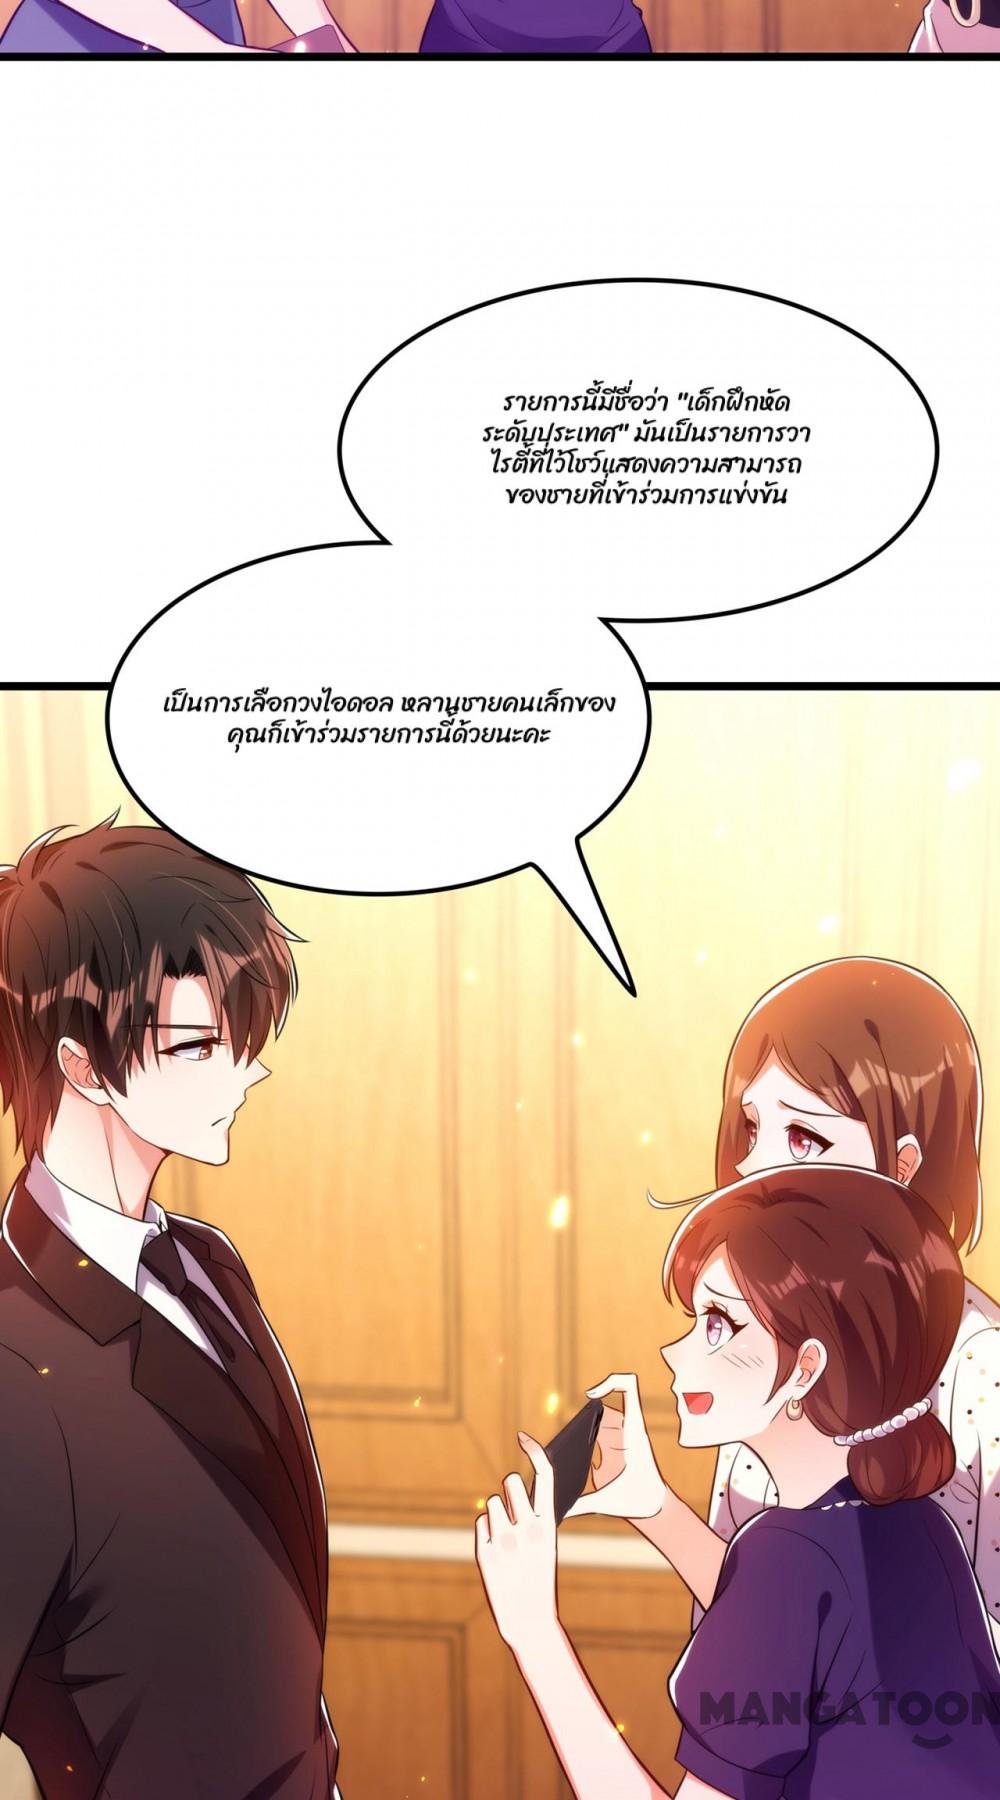 รายการนี้มีชื่อว่า "เด็กฝึกหัด
ระดับประเทศ" มันเป็นรายการวา
ไรตี้ที่ไว้โชว์แสดงความสามารถ
ของชายที่เข้าร่วมการแข่งขัน
เป็นการเลือกวงไอดอล หลานชายคนเล็กของ
คุณก็เข้าร่วมรายการนี้ด้วยนะคะ
MANGATOON